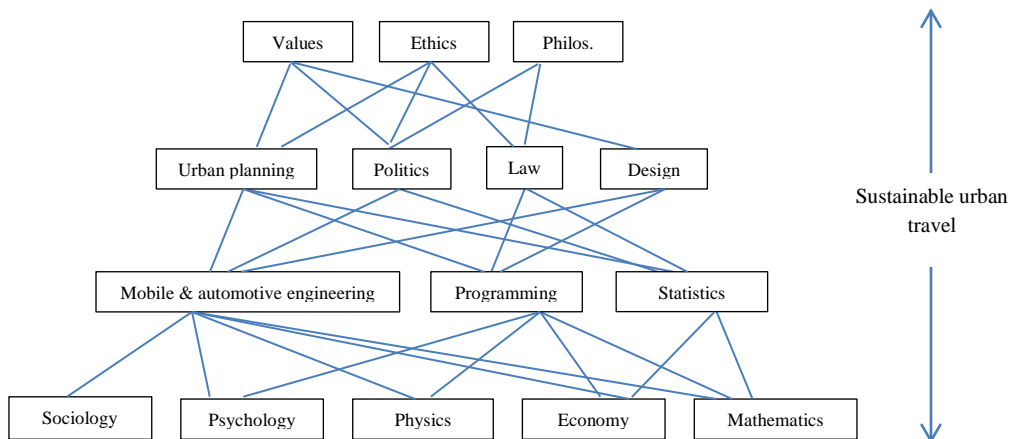 Values
Ethics
Philos.
Urban planning
Politics
Law
Design
Sustainable urban
travel
Mobile & automotive engineering
Programming
Statistics
Sociology
Psychology
Physics
Economy
Mathematics